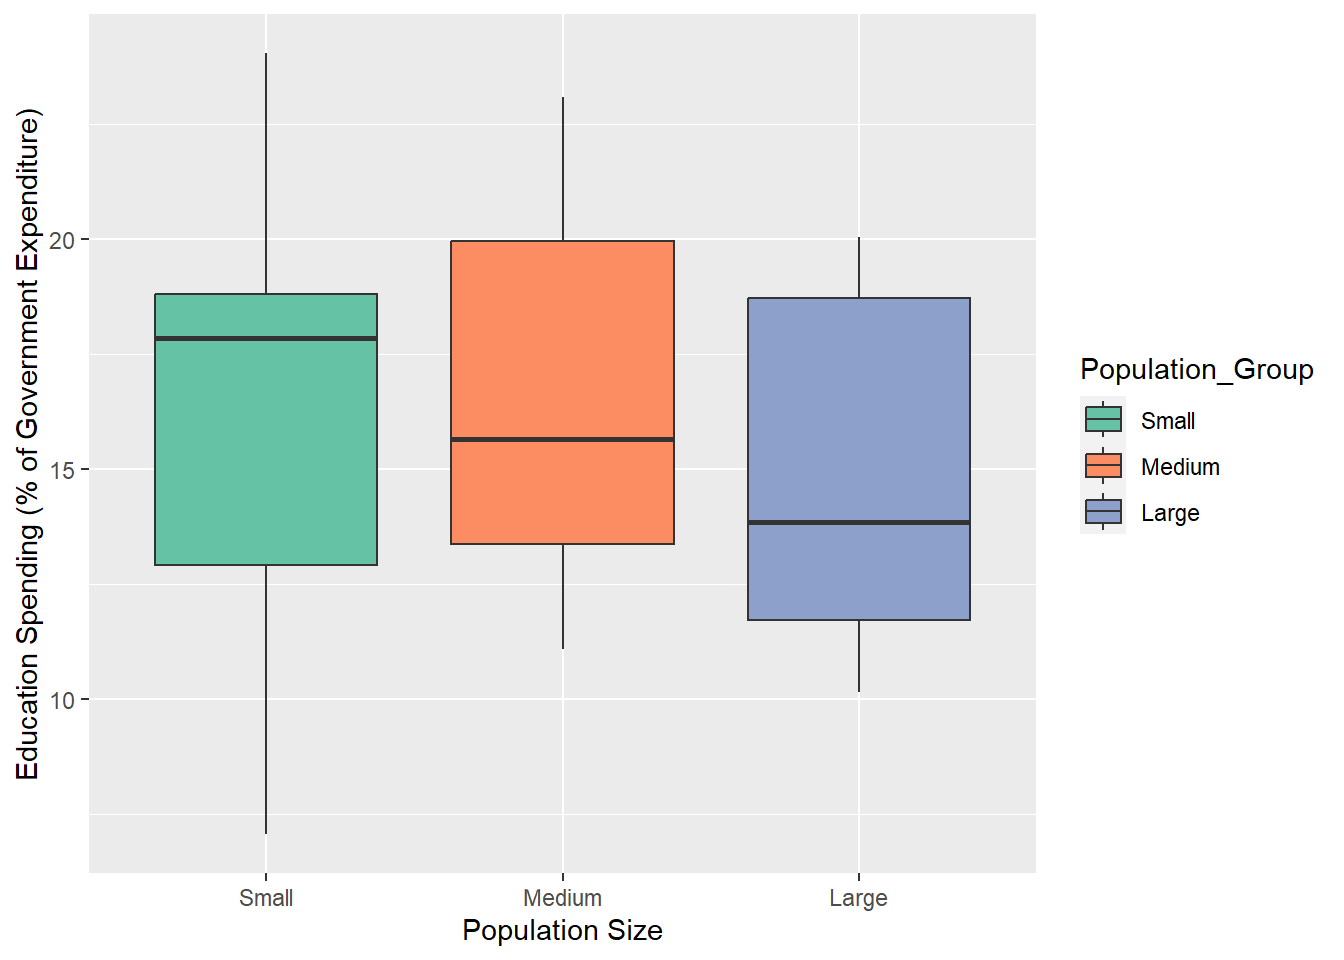 Education Spending (% of Government Expenditure)
20
15
10
Small
Medium
Large
Population Size
Population_Group
Small
Medium
Large